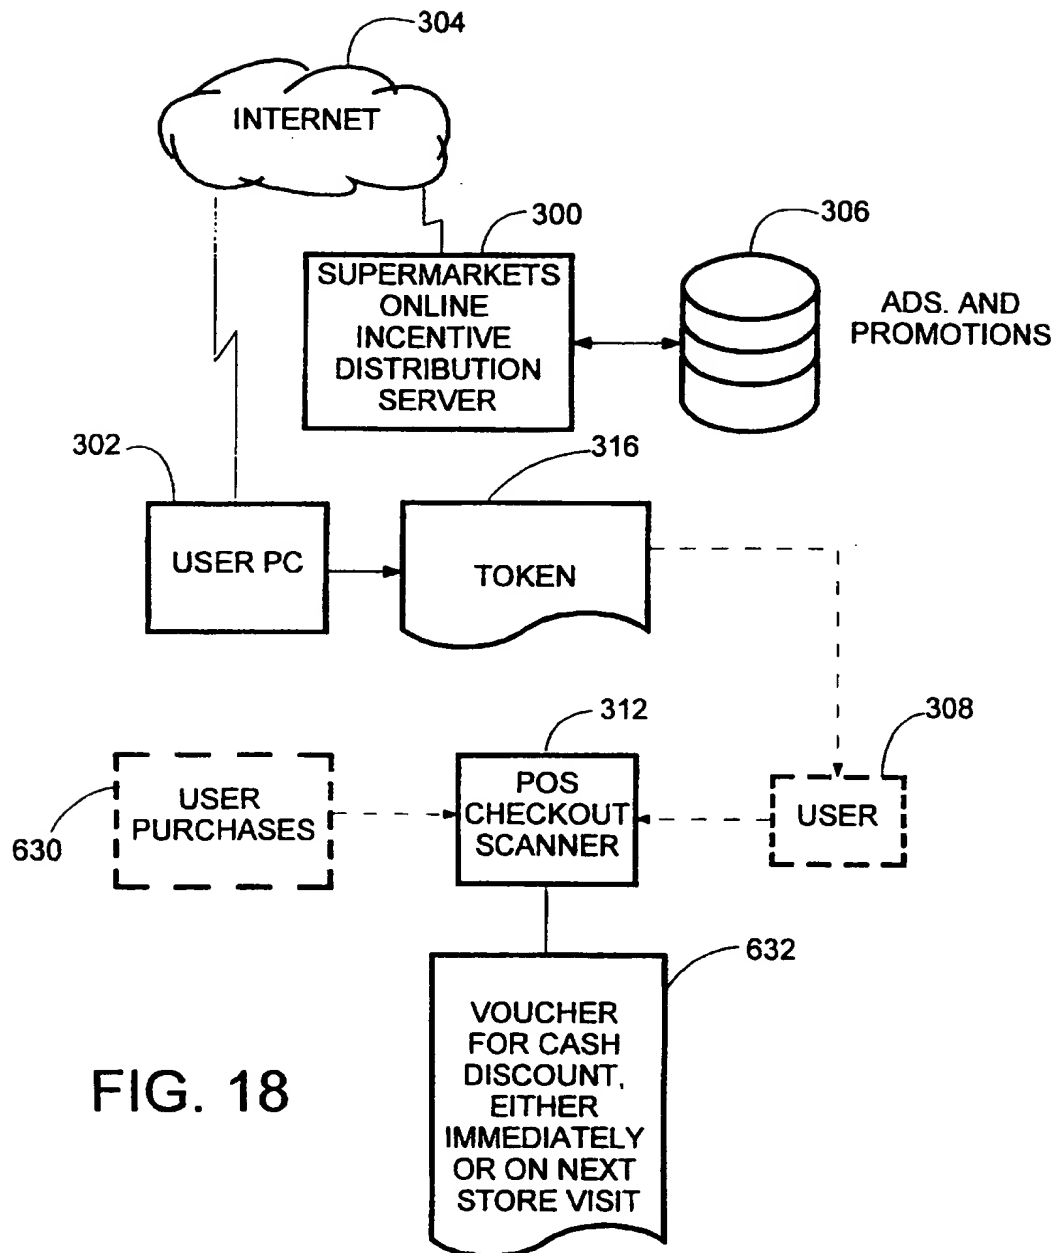 304
INTERNET
300
306
SUPERMARKETS
ONLINE
INCENTIVE
DISTRIBUTION
SERVER
ADS. AND
PROMOTIONS
302
316
USER PC
TOKEN
312
308
USER
PURCHASES
POS
CHECKOUT
SCANNER
USER
630
632
VOUCHER
FOR CASH
DISCOUNT,
EITHER
IMMEDIATELY
OR ON NEXT
STORE VISIT
FIG. 18